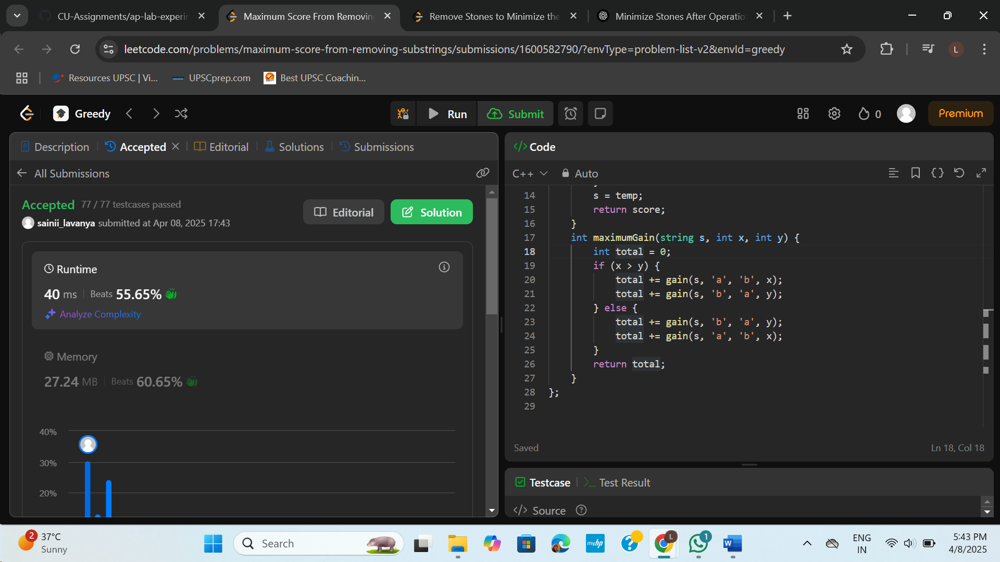 CU-Assignments/ap-lab-experin
Maximum Score From Removing
Remove Stones to Minimize the
Minimize Stones After Operatio
leetcode.com/problems/maximum-score-from-removing-substrings/submissions/1600582790/?envType=problem-list-v2&envId=greedy
L
Resources UPSC | Vi...
UPSCprep.com
Best UPSC Coachin...
Greedy
Run
Submit
0
Premium
Description
Accepted
Editorial
Solutions
Submissions
All Submissions
Accepted 77 / 77 testcases passed
sainii_lavanya submitted at Apr 08, 2025 17:43
Editorial
Solution
Runtime
40 ms Beats 55.65%
Analyze Complexity
Memory
27.24 MB Beats 60.65%
40%
30%
20%
</> Code
C++ Auto
14 s = temp;
15 return score;
16 }
17 int maximumGain(string s, int x, int y) {
18 int total = 0;
19 if (x > y) {
20 total += gain(s, 'a', 'b', x);
21 total += gain(s, 'b', 'a', y);
22 } else {
23 total += gain(s, 'b', 'a', y);
24 total += gain(s, 'a', 'b', x);
25 }
26 return total;
27 }
28 };
29
Saved
Ln 18, Col 18
Testcase
Test Result
</> Source
2
37°C
Sunny
Search
myhp
L
1
W
ENG
IN
5:43 PM
4/8/2025